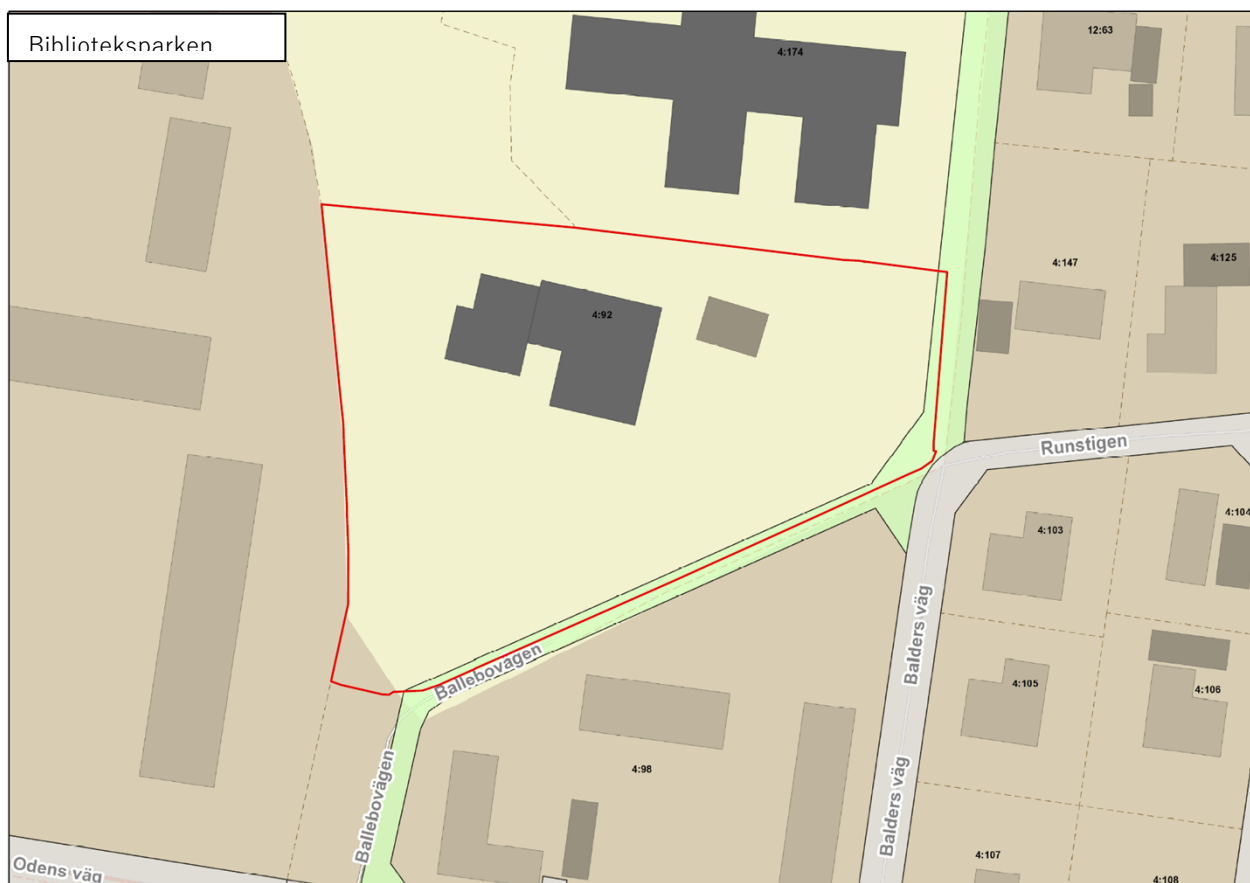 Biblioteksparken
4:174
12:63
4:147
4:125
4:92
Runstigen
4:103
4:104
Balders väg
Ballebovägen
4:105
4:106
4:98
Balders väg
Ballebovägen
4:107
Odens väg
4:108